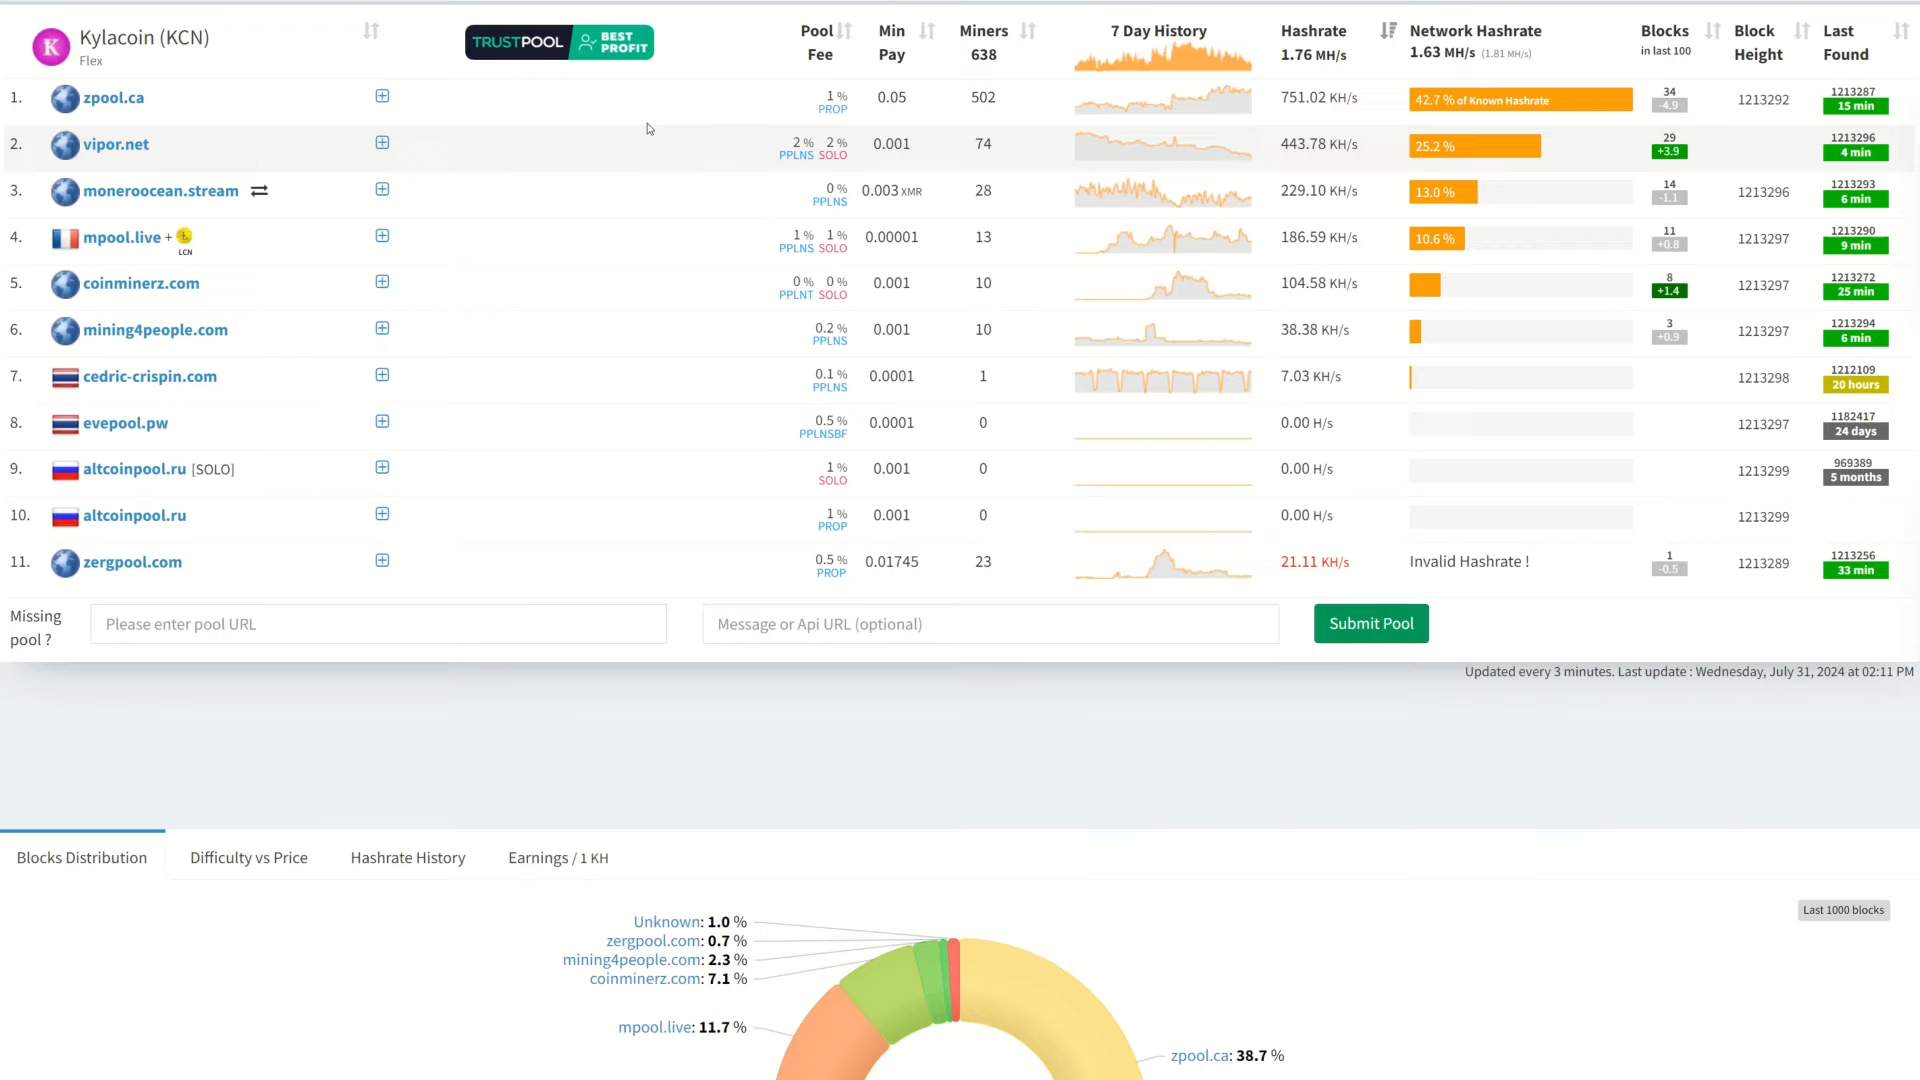 Kylacoin (KCN)
Flex
TRUSTPOOL BEST PROFIT
Pool Fee
Min Pay
Miners 638
7 Day History
Hashrate 1.76 MH/s
Network Hashrate 1.63 MH/s (1.81 MH/s)
Blocks in last 100
Block Height
Last Found
1. zpool.ca 1 % PROP 0.05 502 751.02 KH/s 42.7 % of Known Hashrate 34 -4.9 1213292 1213287 15 min
2. vipor.net 2 % PPLNS 2 % SOLO 0.001 74 443.78 KH/s 25.2 % 29 +3.9 1213296 4 min
3. moneroocean.stream 0 % PPLNS 0.003 XMR 28 229.10 KH/s 13.0 % 14 -1.1 1213296 1213293 6 min
4. mpool.live + LCN 1 % PPLNS 1 % SOLO 0.00001 13 186.59 KH/s 10.6 % 11 +0.8 1213297 1213290 9 min
5. coinminerz.com 0 % PPLNT 0 % SOLO 0.001 10 104.58 KH/s 8 +1.4 1213297 1213272 25 min
6. mining4people.com 0.2 % PPLNS 0.001 10 38.38 KH/s 3 +0.9 1213297 1213294 6 min
7. cedric-crispin.com 0.1 % PPLNS 0.0001 1 7.03 KH/s 1213298 1212109 20 hours
8. evepool.pw 0.5 % PPLNSBF 0.0001 0 0.00 H/s 1213297 1182417 24 days
9. altcoinpool.ru [SOLO] 1 % SOLO 0.001 0 0.00 H/s 1213299 969389 5 months
10. altcoinpool.ru 1 % PROP 0.001 0 0.00 H/s 1213299
11. zergpool.com 0.5 % PROP 0.01745 23 21.11 KH/s Invalid Hashrate ! 1 -0.5 1213289 1213256 33 min
Missing pool ? Please enter pool URL Message or Api URL (optional) Submit Pool
Updated every 3 minutes. Last update : Wednesday, July 31, 2024 at 02:11 PM
Blocks Distribution Difficulty vs Price Hashrate History Earnings / 1 KH
Last 1000 blocks
Unknown: 1.0 %
zergpool.com: 0.7 %
mining4people.com: 2.3 %
coinminerz.com: 7.1 %
mpool.live: 11.7 %
zpool.ca: 38.7 %